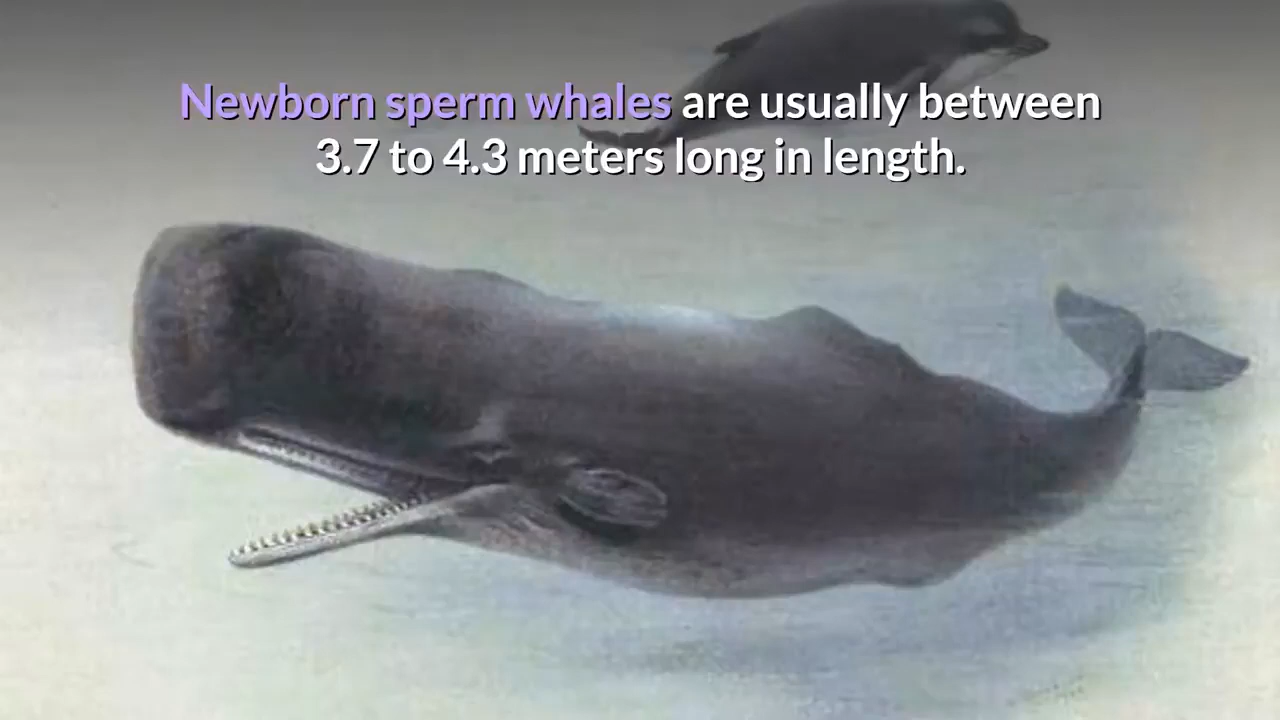 Newborn sperm whales are usually between
3.7 to 4.3 meters long in length.